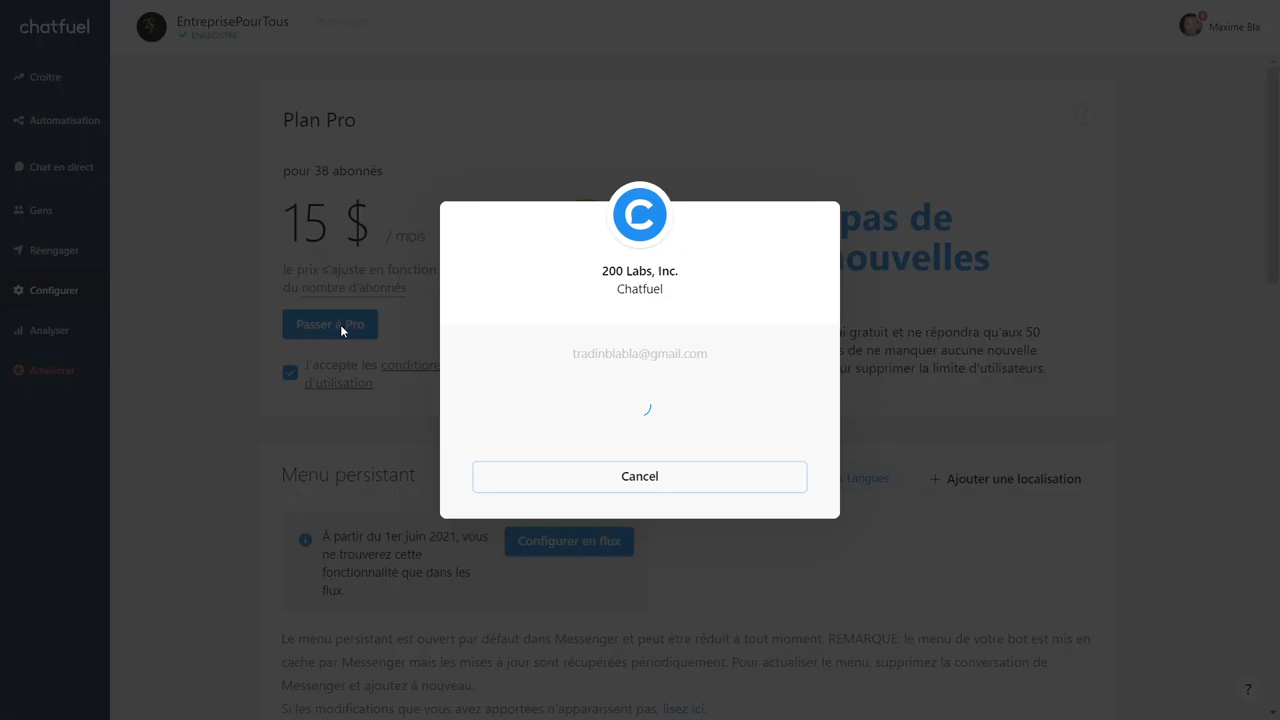 chatfuel
EntreprisePourTous
ENREGISTRÉ
Maxime Bla
Croître
Automatisation
Chat en direct
Gens
Réengager
Configurer
Analyser
Améliorer
Plan Pro
pour 38 abonnés
15 $ / mois
le prix s'ajuste en fonction
du nombre d'abonnés
Passer à Pro
J'accepte les conditions
d'utilisation
pas de
nouvelles
gratuit et ne répondra qu'aux 50
s de ne manquer aucune nouvelle
ur supprimer la limite d'utilisateurs.
200 Labs, Inc.
Chatfuel
tradinblabla@gmail.com
Cancel
Menu persistant
Langues
+ Ajouter une localisation
À partir du 1er juin 2021, vous
ne trouverez cette
fonctionnalité que dans les
flux.
Configurer en flux
Le menu persistant est ouvert par défaut dans Messenger et peut être réduit à tout moment. REMARQUE: le menu de votre bot est mis en
cache par Messenger mais les mises à jour sont récupérées périodiquement. Pour actualiser le menu, supprimez la conversation de
Messenger et ajoutez à nouveau.
Si les modifications que vous avez apportées n'apparaissent pas, lisez ici.
?